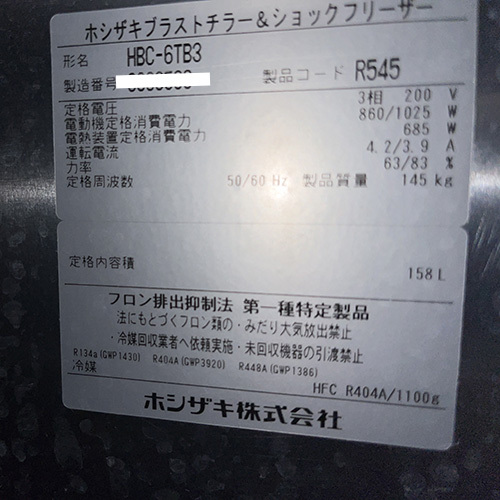 ホシザキブラストチラー&ショックフリーザー
形名 HBC-6TB3
製造番号 製品コード R545
定格電圧 3相 200 V
電動機定格消費電力 860/1025 W
電熱装置定格消費電力 685 W
運転電流 4.2/3.9 A
力率 63/83 %
定格周波数 50/60 Hz 製品質量 145 kg
定格内容積 158 L
フロン排出抑制法 第一種特定製品
法にもとづくフロン類の・みだり大気放出禁止
・冷媒回収業者へ依頼実施・未回収機器の引渡禁止
R134a(GWP1430) R404A(GWP3920) R448A(GWP1386)
冷媒 HFC R404A/1100g
ホシザキ株式会社